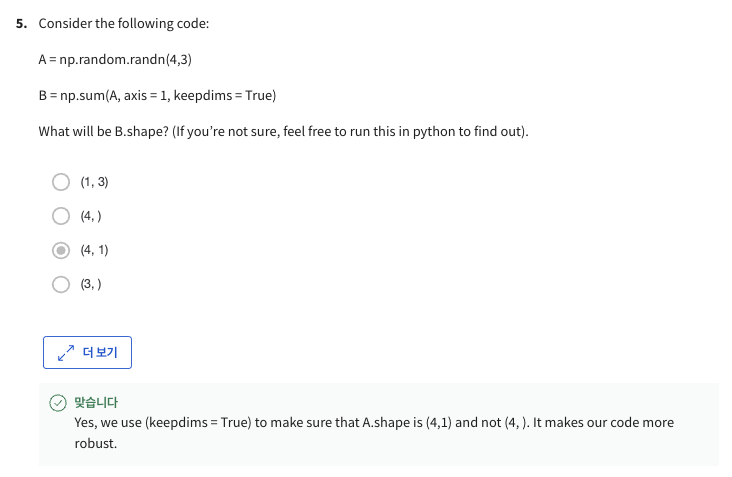 5. Consider the following code:
A = np.random.randn(4,3)
B = np.sum(A, axis = 1, keepdims = True)
What will be B.shape? (If you’re not sure, feel free to run this in python to find out).
(1, 3)
(4, )
(4, 1)
(3, )
더 보기
맞습니다
Yes, we use (keepdims = True) to make sure that A.shape is (4,1) and not (4, ). It makes our code more
robust.